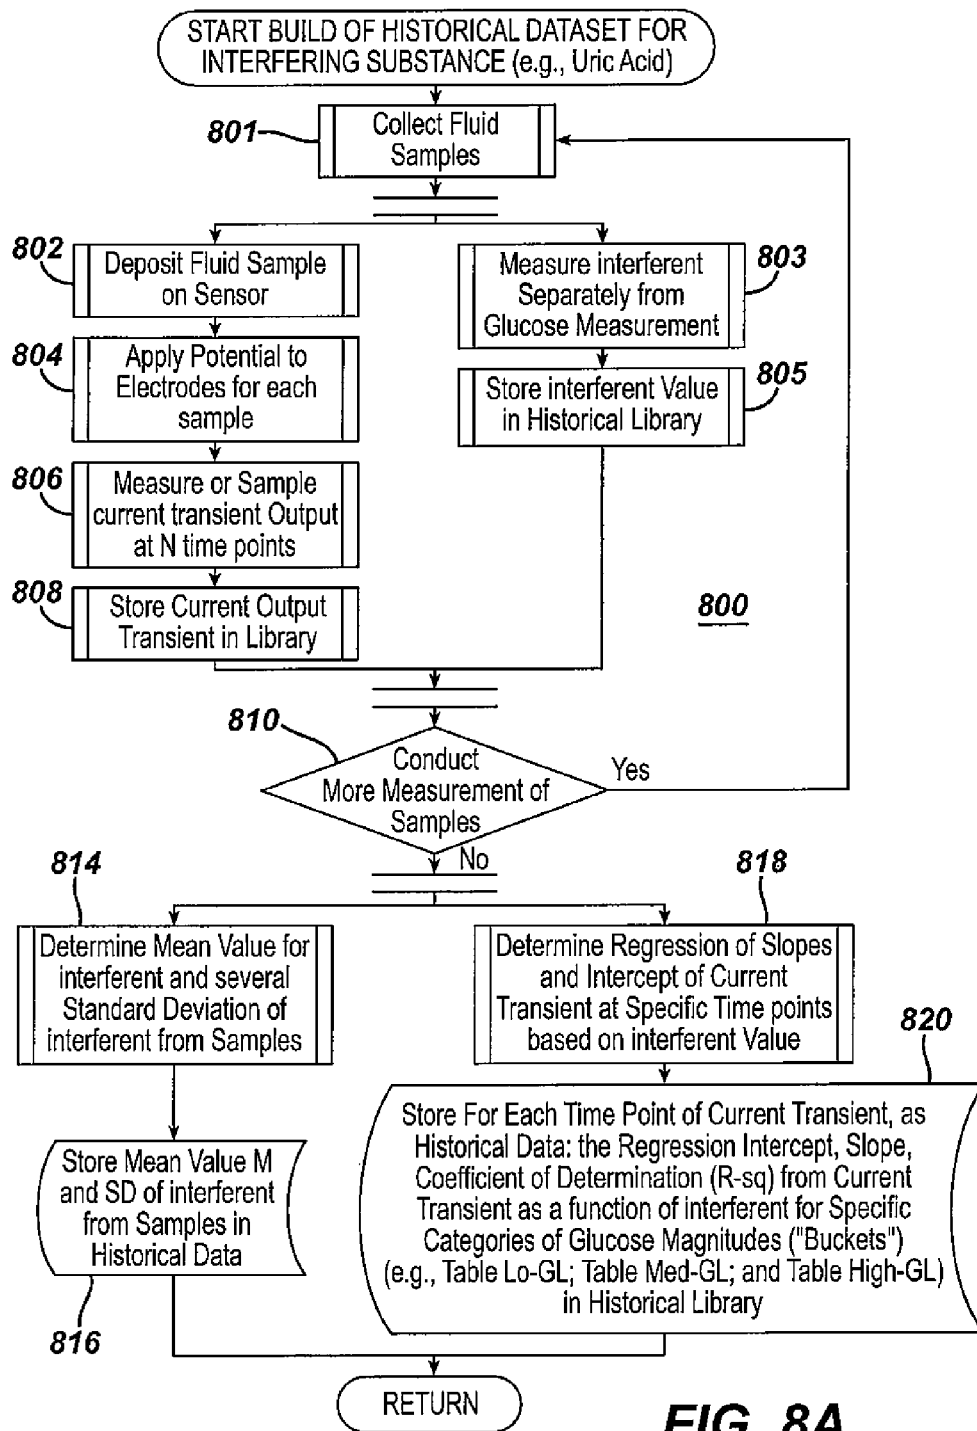 START BUILD OF HISTORICAL DATASET FOR
INTERFERING SUBSTANCE (e.g., Uric Acid)
801
Collect Fluid
Samples
802
Deposit Fluid Sample
on Sensor
Measure interferent
Separately from
Glucose Measurement
803
804
Apply Potential to
Electrodes for each
sample
Store interferent Value
in Historical Library
805
806
Measure or Sample
current transient Output
at N time points
808
Store Current Output
Transient in Library
800
810
Conduct
More Measurement of
Samples
Yes
No
814
Determine Mean Value for
interferent and several
Standard Deviation of
interferent from Samples
818
Determine Regression of Slopes
and Intercept of Current
Transient at Specific Time points
based on interferent Value
820
Store Mean Value M
and SD of interferent
from Samples in
Historical Data
816
Store For Each Time Point of Current Transient, as
Historical Data: the Regression Intercept, Slope,
Coefficient of Determination (R-sq) from Current
Transient as a function of interferent for Specific
Categories of Glucose Magnitudes ("Buckets")
(e.g., Table Lo-GL; Table Med-GL; and Table High-GL)
in Historical Library
RETURN
FIG. 8A